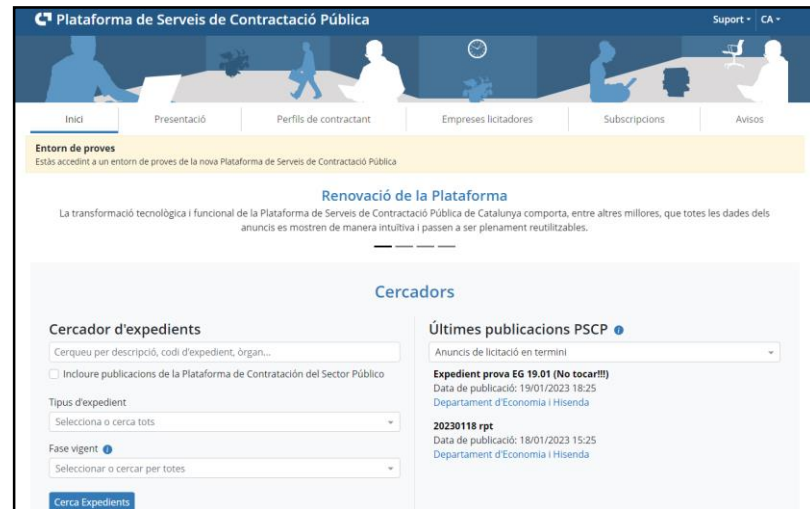 Plataforma de Serveis de Contractació Pública
Suport
CA
Inici
Presentació
Perfils de contractant
Empreses licitadores
Subscripcions
Avisos
Entorn de proves
Estàs accedint a un entorn de proves de la nova Plataforma de Serveis de Contractació Pública
Renovació de la Plataforma
La transformació tecnològica i funcional de la Plataforma de Serveis de Contractació Pública de Catalunya comporta, entre altres millores, que totes les dades dels
anuncis es mostren de manera intuïtiva i passen a ser plenament reutilitzables.
Cercadors
Cercador d'expedients
Cerqueu per descripció, codi d'expedient, òrgan...
Incloure publicacions de la Plataforma de Contratación del Sector Público
Tipus d'expedient
Selecciona o cerca tots
Fase vigent
Seleccionar o cercar per totes
Cerca Expedients
Últimes publicacions PSCP
Anuncis de licitació en termini
Expedient prova EG 19.01 (No tocar!!!)
Data de publicació: 19/01/2023 18:25
Departament d'Economia i Hisenda
20230118 rpt
Data de publicació: 18/01/2023 15:25
Departament d'Economia i Hisenda